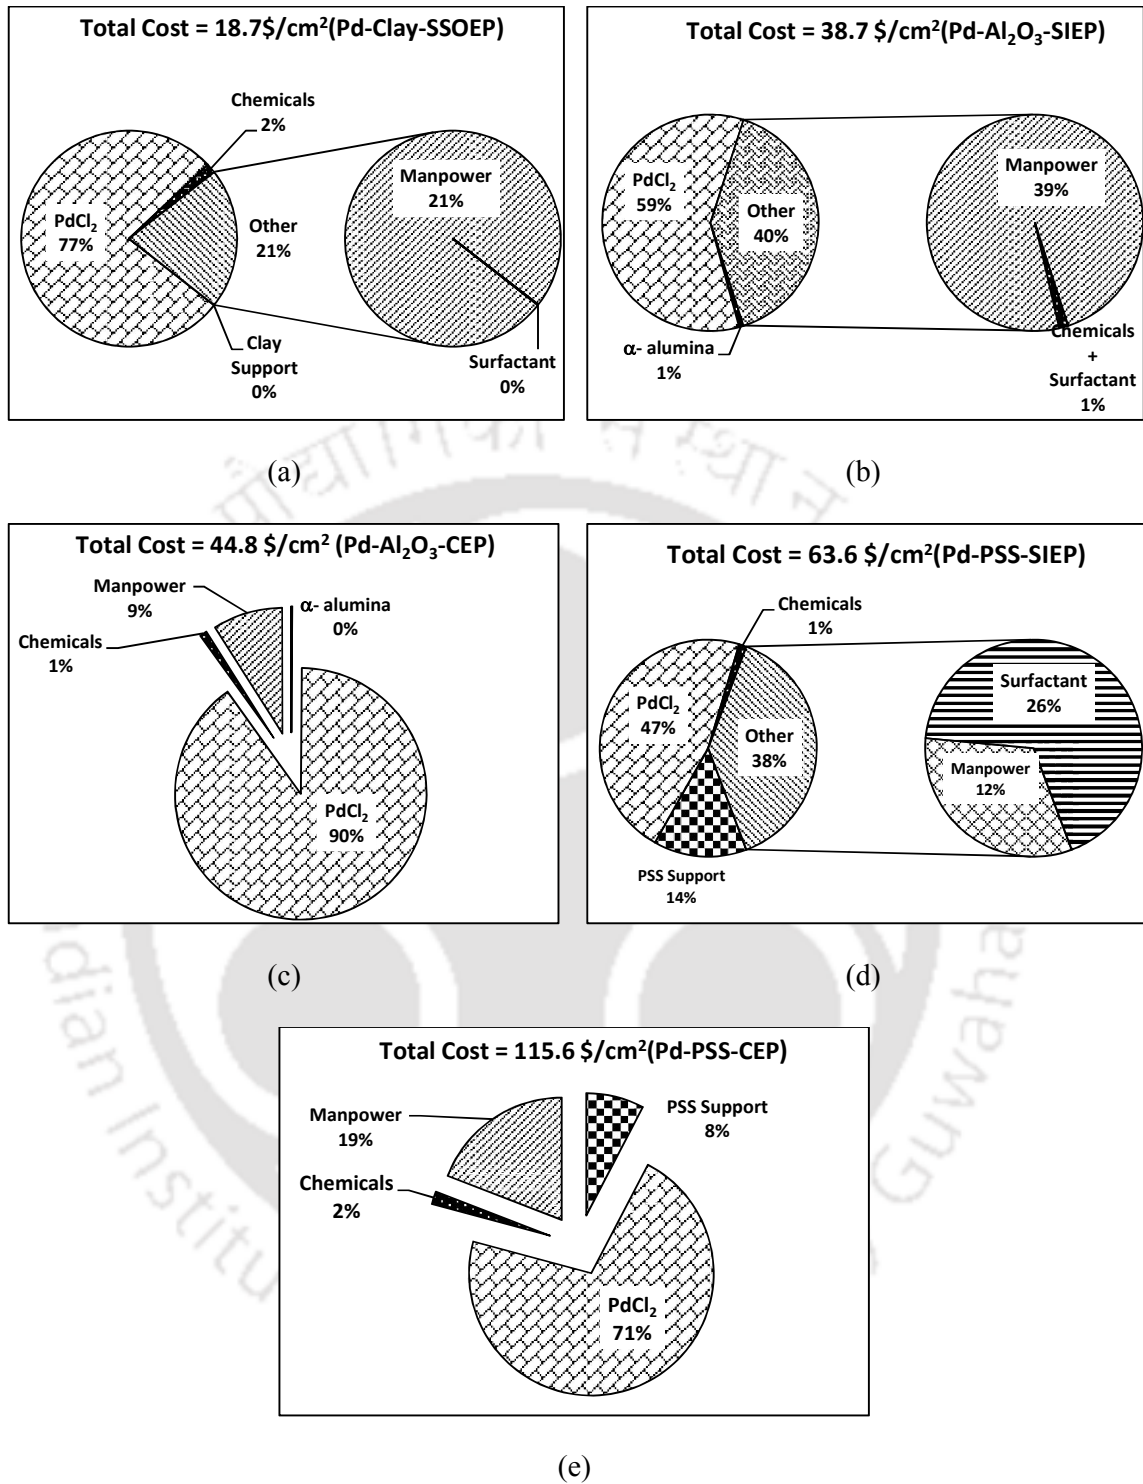 Total Cost = 18.7$/cm²(Pd-Clay-SSOEP)
Chemicals
2%
PdCl₂
77%
Other
21%
Manpower
21%
Clay
Support
0%
Surfactant
0%
(a)
Total Cost = 38.7 $/cm²(Pd-Al₂O₃-SIEP)
PdCl₂
59%
Other
40%
Manpower
39%
α- alumina
1%
Chemicals
+
Surfactant
1%
(b)
Total Cost = 44.8 $/cm² (Pd-Al₂O₃-CEP)
Manpower
9%
α- alumina
0%
Chemicals
1%
PdCl₂
90%
(c)
Total Cost = 63.6 $/cm²(Pd-PSS-SIEP)
Chemicals
1%
PdCl₂
47%
Other
38%
Surfactant
26%
Manpower
12%
PSS Support
14%
(d)
Total Cost = 115.6 $/cm²(Pd-PSS-CEP)
Manpower
19%
PSS Support
8%
Chemicals
2%
PdCl₂
71%
(e)